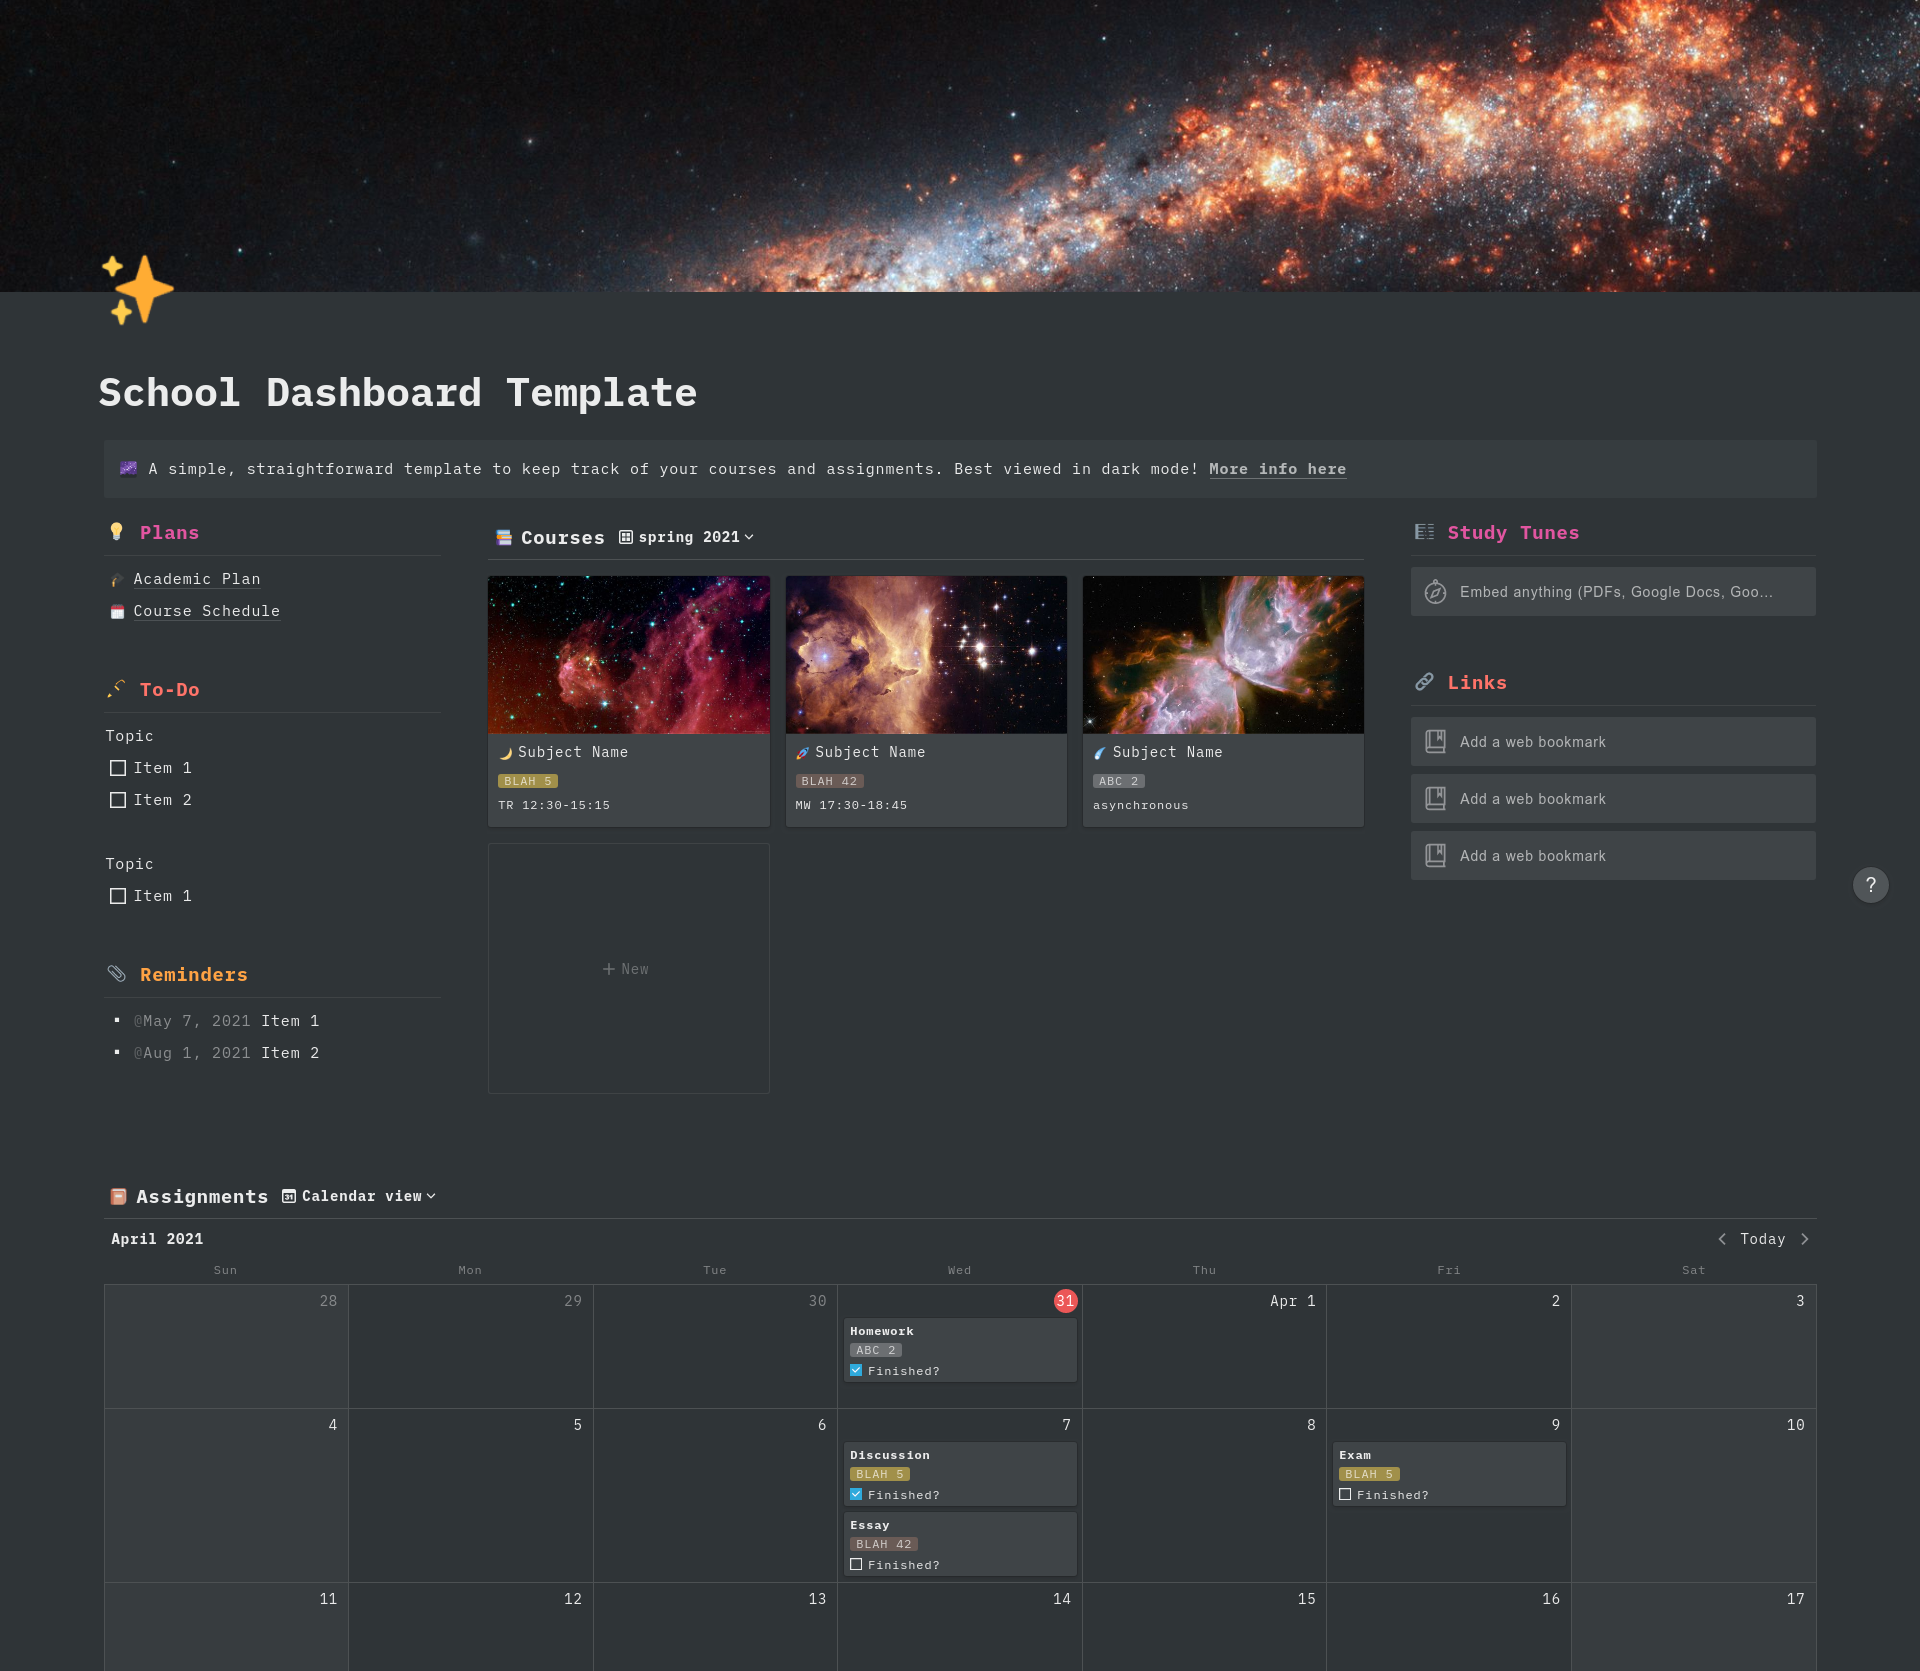 School Dashboard Template
A simple, straightforward template to keep track of your courses and assignments. Best viewed in dark mode! More info here
Plans
Academic Plan
Course Schedule
To-Do
Topic
Item 1
Item 2
Topic
Item 1
Reminders
@May 7, 2021 Item 1
@Aug 1, 2021 Item 2
Courses spring 2021
Subject Name
BLAH 5
TR 12:30-15:15
Subject Name
BLAH 42
MW 17:30-18:45
Subject Name
ABC 2
asynchronous
+ New
Study Tunes
Embed anything (PDFs, Google Docs, Goo...
Links
Add a web bookmark
Add a web bookmark
Add a web bookmark
?
Assignments 31 Calendar view
April 2021
Today
Sun Mon Tue Wed Thu Fri Sat
28 29 30 31 Apr 1 2 3
Homework
ABC 2
Finished?
4 5 6 7 8 9 10
Discussion
BLAH 5
Finished?
Essay
BLAH 42
Finished?
Exam
BLAH 5
Finished?
11 12 13 14 15 16 17